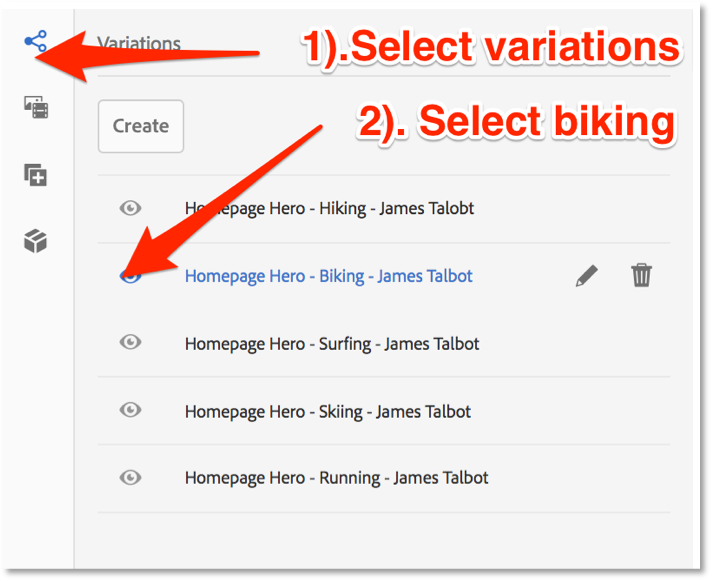 1).Select variations
Variations
2). Select biking
Create
Homepage Hero - Hiking - James Talobt
Homepage Hero - Biking - James Talbot
Homepage Hero - Surfing - James Talbot
Homepage Hero - Skiing - James Talbot
Homepage Hero - Running - James Talbot